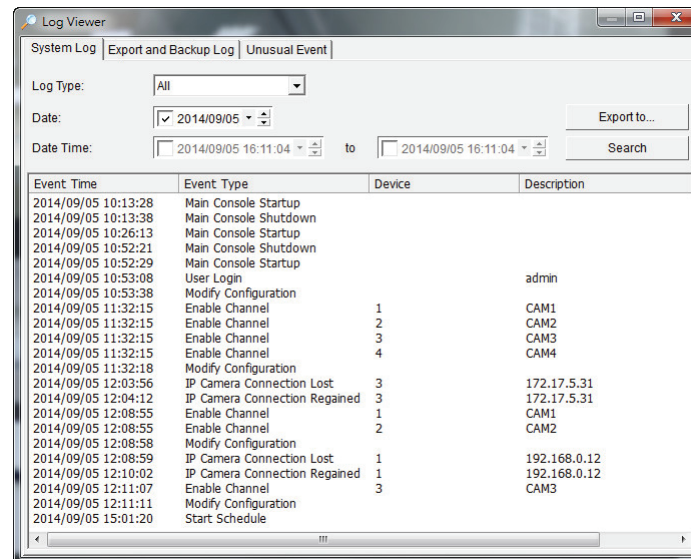 Log Viewer
System Log Export and Backup Log Unusual Event
Log Type: All
Date: 2014/09/05
Export to...
Date Time: 2014/09/05 16:11:04 to 2014/09/05 16:11:04 Search
Event Time Event Type Device Description
2014/09/05 10:13:28 Main Console Startup
2014/09/05 10:13:38 Main Console Shutdown
2014/09/05 10:26:13 Main Console Startup
2014/09/05 10:52:21 Main Console Shutdown
2014/09/05 10:52:29 Main Console Startup
2014/09/05 10:53:08 User Login admin
2014/09/05 10:53:38 Modify Configuration
2014/09/05 11:32:15 Enable Channel 1 CAM1
2014/09/05 11:32:15 Enable Channel 2 CAM2
2014/09/05 11:32:15 Enable Channel 3 CAM3
2014/09/05 11:32:15 Enable Channel 4 CAM4
2014/09/05 11:32:18 Modify Configuration
2014/09/05 12:03:56 IP Camera Connection Lost 3 172.17.5.31
2014/09/05 12:04:12 IP Camera Connection Regained 3 172.17.5.31
2014/09/05 12:08:55 Enable Channel 1 CAM1
2014/09/05 12:08:55 Enable Channel 2 CAM2
2014/09/05 12:08:58 Modify Configuration
2014/09/05 12:08:59 IP Camera Connection Lost 1 192.168.0.12
2014/09/05 12:10:02 IP Camera Connection Regained 1 192.168.0.12
2014/09/05 12:11:07 Enable Channel 3 CAM3
2014/09/05 12:11:11 Modify Configuration
2014/09/05 15:01:20 Start Schedule